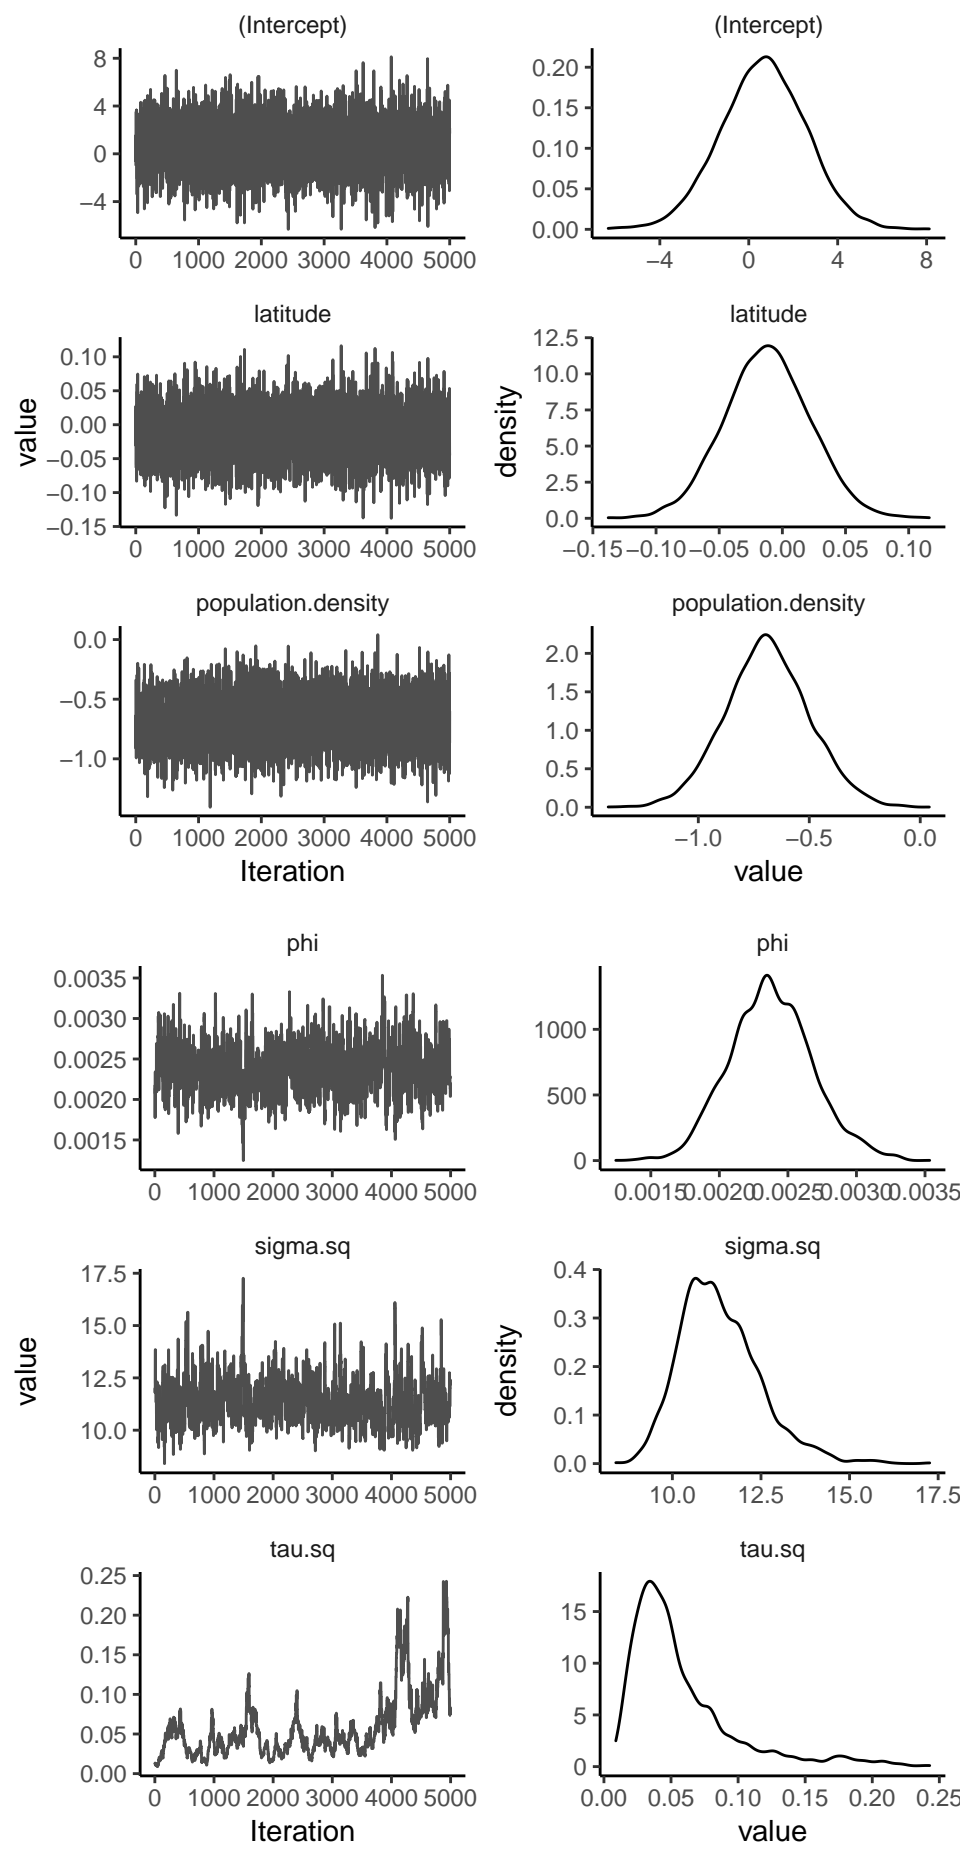 (Intercept) (Intercept)
8
4
0
−4
0 1000 2000 3000 4000 5000
0.20
0.15
0.10
0.05
0.00
−4 0 4 8
latitude latitude
value
0.10
0.05
0.00
−0.05
−0.10
−0.15
0 1000 2000 3000 4000 5000
density
12.5
10.0
7.5
5.0
2.5
0.0
−0.15 −0.10 −0.05 0.00 0.05 0.10
population.density population.density
0.0
−0.5
−1.0
0 1000 2000 3000 4000 5000
Iteration
2.0
1.5
1.0
0.5
0.0
−1.0 −0.5 0.0
value
phi phi
0.0035
0.0030
0.0025
0.0020
0.0015
0 1000 2000 3000 4000 5000
1000
500
0
0.0015 0.0020 0.0025 0.0030 0.0035
sigma.sq sigma.sq
value
17.5
15.0
12.5
10.0
0 1000 2000 3000 4000 5000
density
0.4
0.3
0.2
0.1
0.0
10.0 12.5 15.0 17.5
tau.sq tau.sq
0.25
0.20
0.15
0.10
0.05
0.00
0 1000 2000 3000 4000 5000
Iteration
15
10
5
0
0.00 0.05 0.10 0.15 0.20 0.25
value